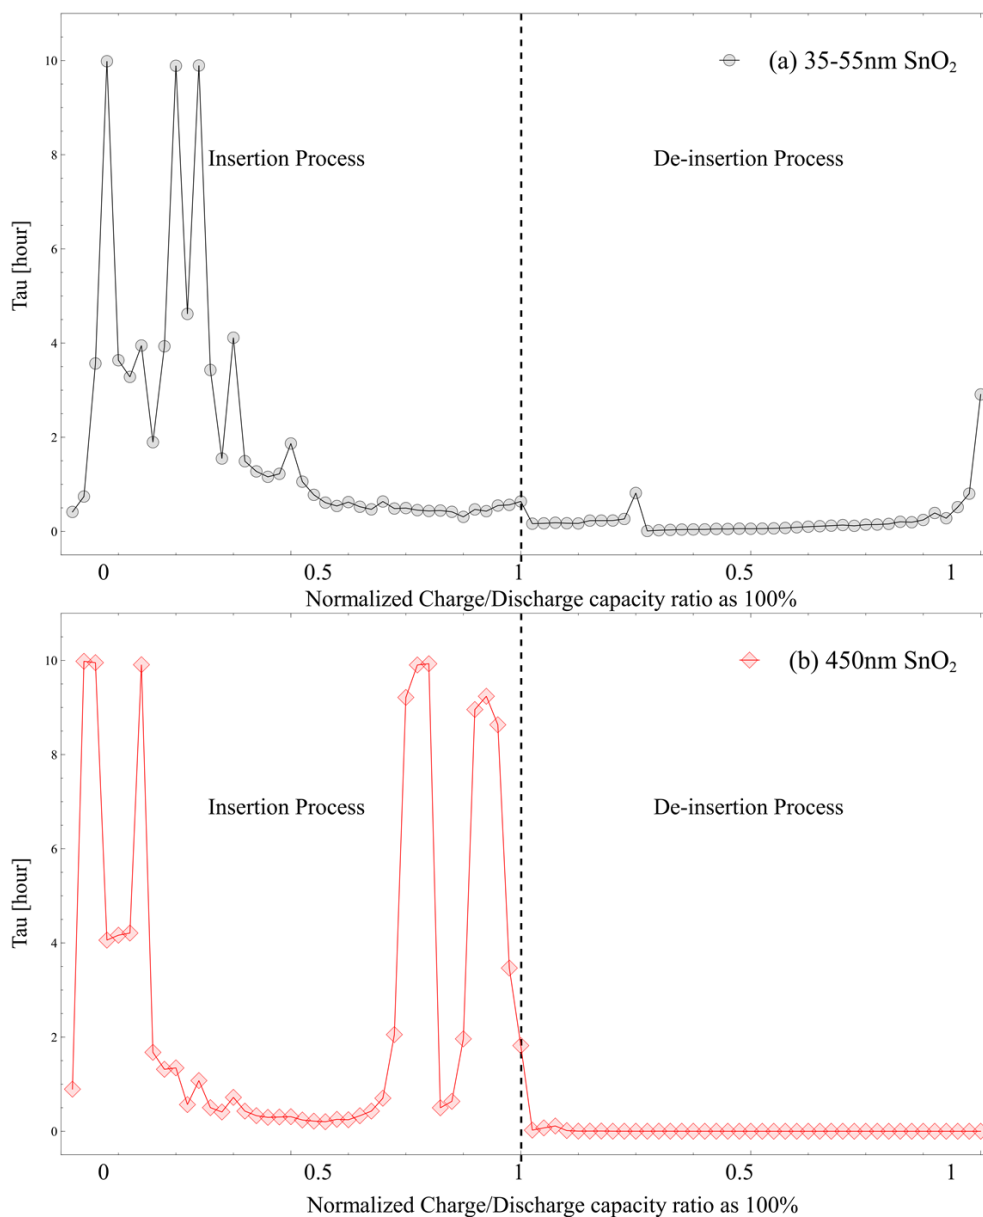 (a) 35-55nm SnO₂
10
8
Insertion Process
De-insertion Process
6
Tau [hour]
4
2
0
0 0.5 1 0.5 1
Normalized Charge/Discharge capacity ratio as 100%
(b) 450nm SnO₂
10
8
Insertion Process
De-insertion Process
6
Tau [hour]
4
2
0
0 0.5 1 0.5 1
Normalized Charge/Discharge capacity ratio as 100%